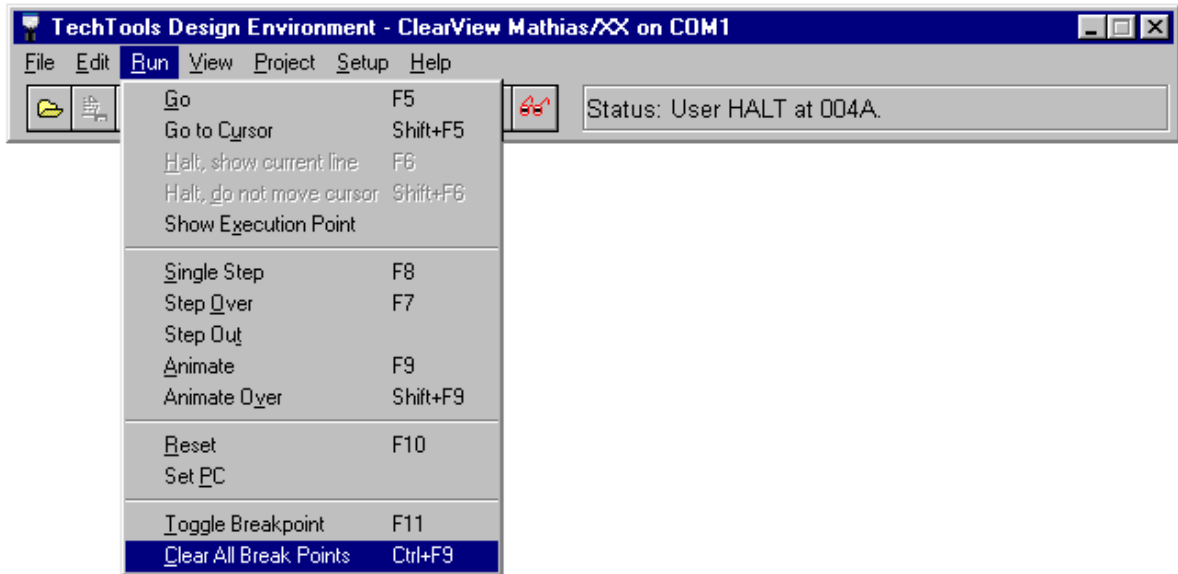 TechTools Design Environment - ClearView Mathias/XX on COM1
File Edit Run View Project Setup Help
Status: User HALT at 004A.
Go F5
Go to Cursor Shift+F5
Halt, show current line F6
Halt, do not move cursor Shift+F6
Show Execution Point
Single Step F8
Step Over F7
Step Out
Animate F9
Animate Over Shift+F9
Reset F10
Set PC
Toggle Breakpoint F11
Clear All Break Points Ctrl+F9